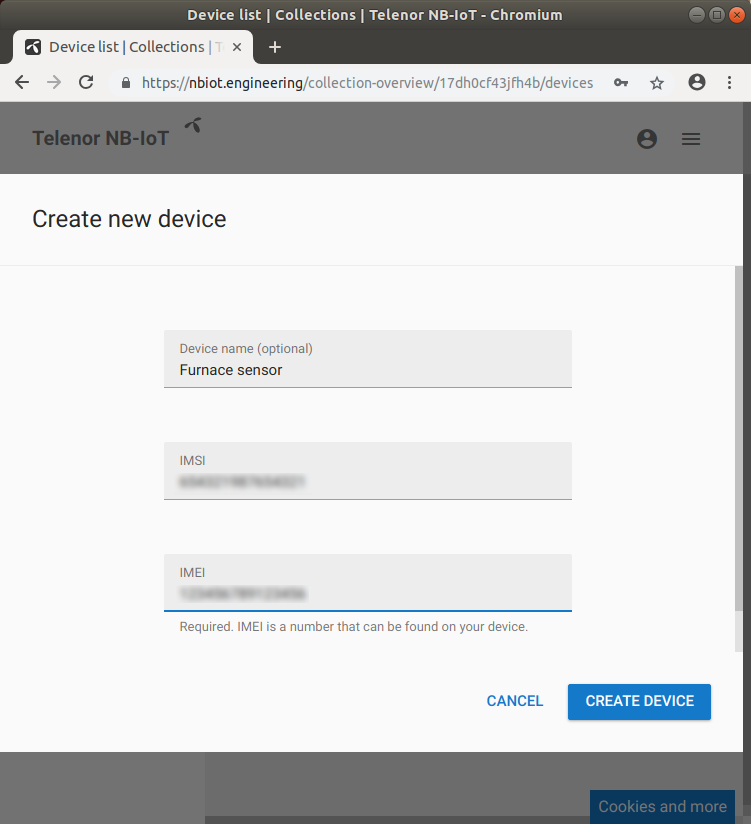 Device list | Collections | Telenor NB-IoT - Chromium
Device list | Collections | T
https://nbiot.engineering/collection-overview/17dh0cf43jfh4b/devices
Telenor NB-IoT
Create new device
Device name (optional)
Furnace sensor
IMSI
IMEI
Required. IMEI is a number that can be found on your device.
CANCEL
CREATE DEVICE
Cookies and more